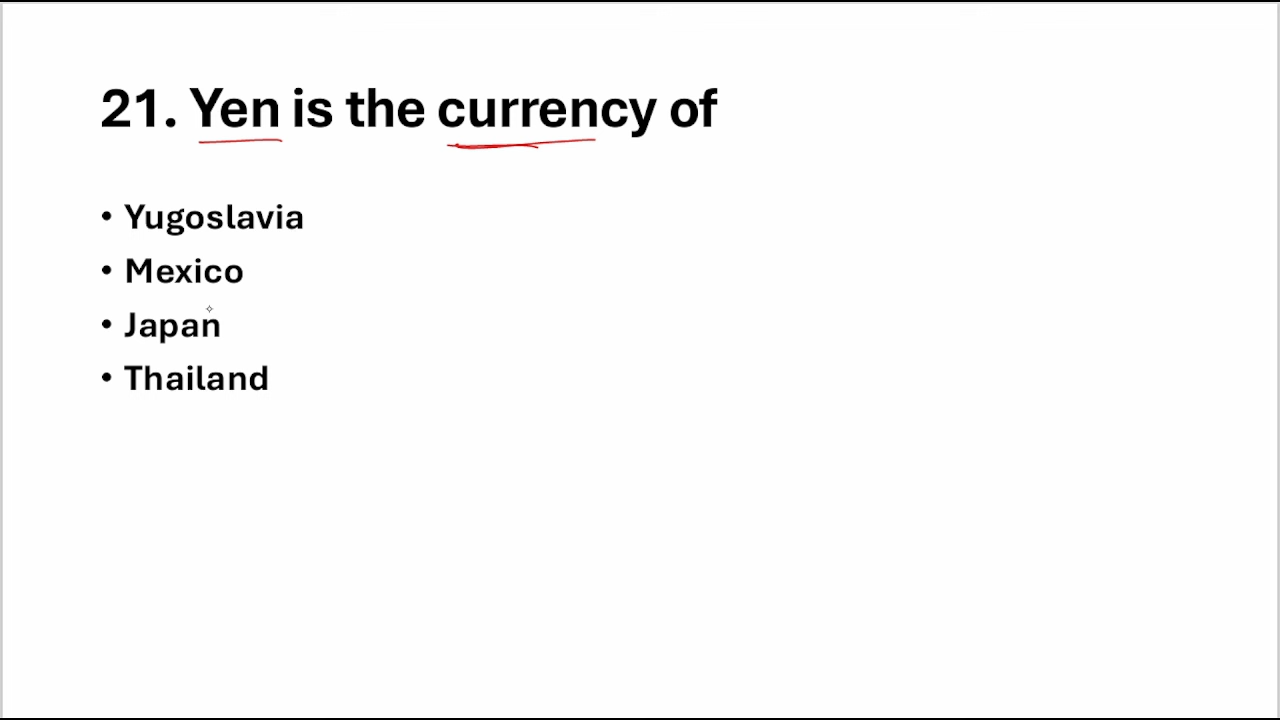 21. Yen is the currency of
• Yugoslavia
• Mexico
• Japan
• Thailand